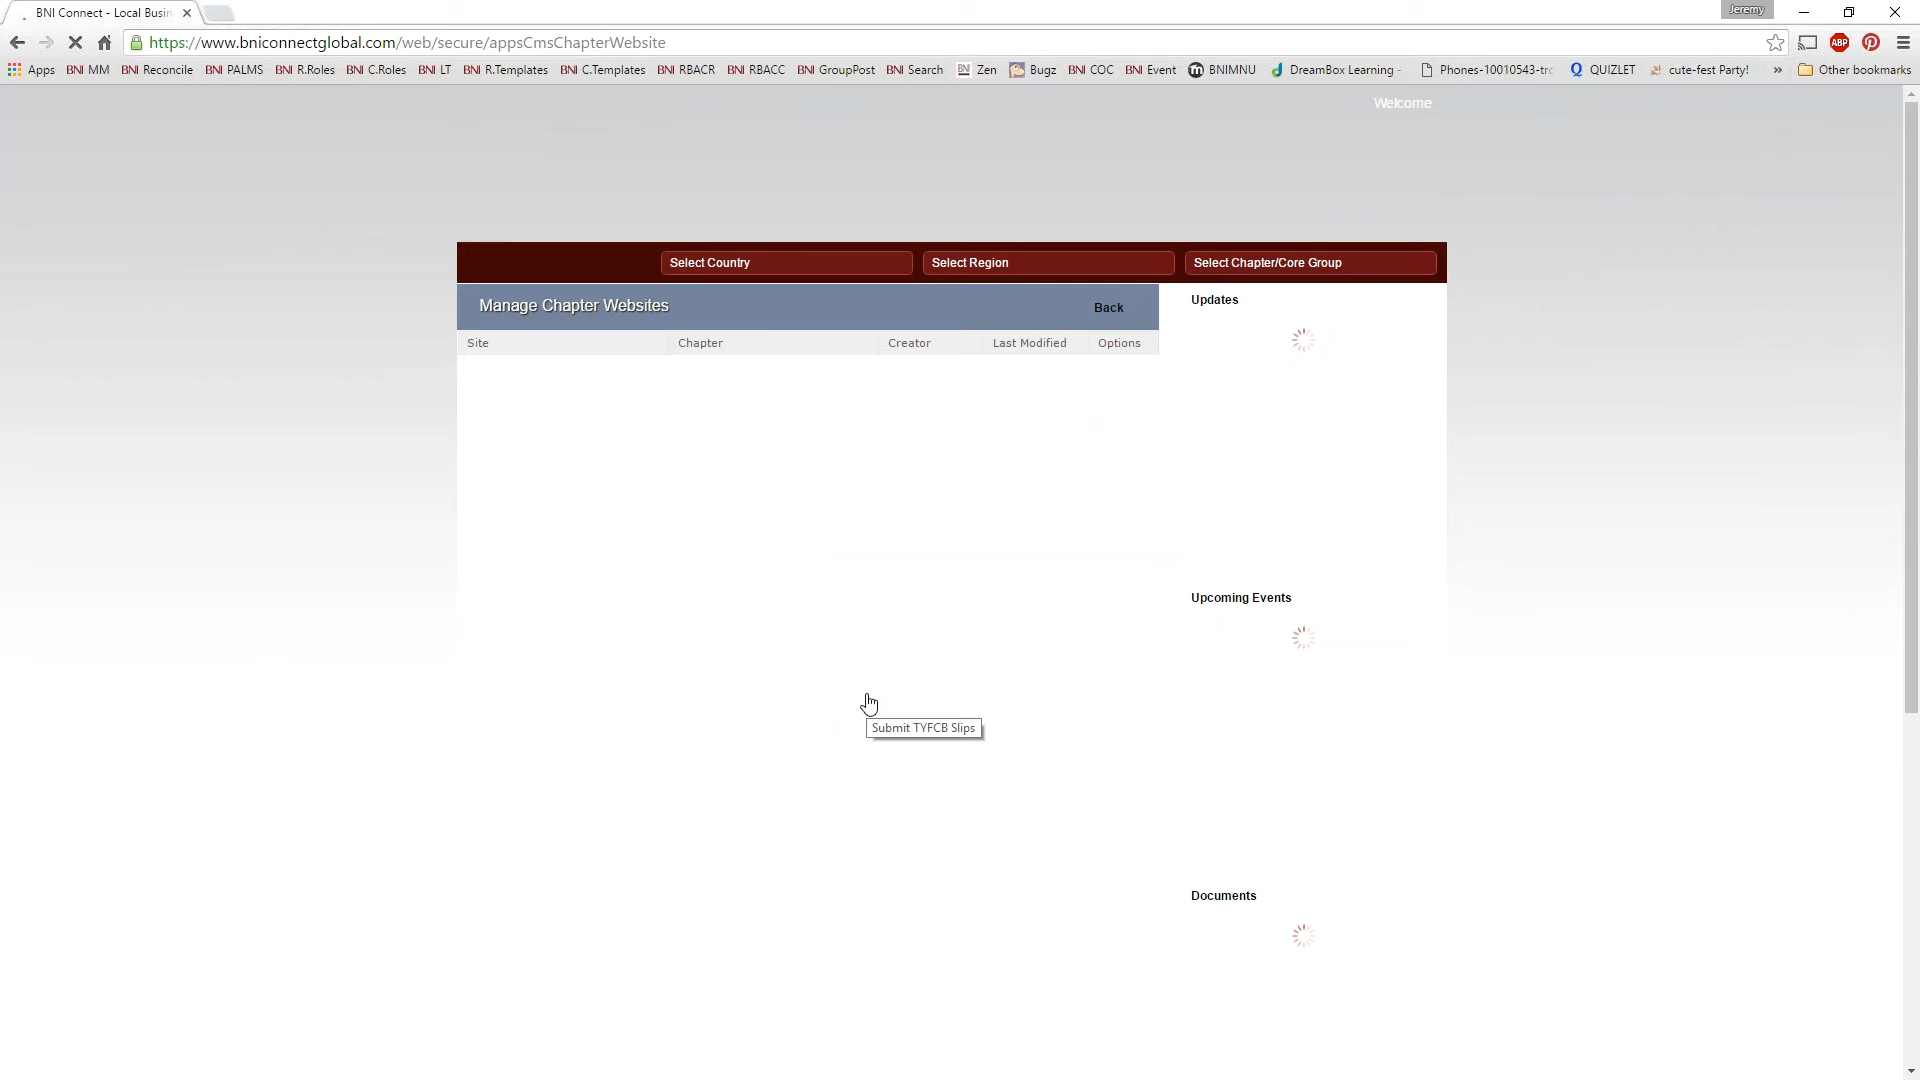 BNI Connect - Local Busin
Jeremy
https://www.bniconnectglobal.com/web/secure/appsCmsChapterWebsite
ABP
Apps BNI MM BNI Reconcile BNI PALMS BNI R.Roles BNI C.Roles BNI LT BNI R.Templates BNI C.Templates BNI RBACR BNI RBACC BNI GroupPost BNI Search BNI Zen Bugz BNI COC BNI Event m BNIMNU DreamBox Learning - Phones-10010543-trc Q QUIZLET cute-fest Party! » Other bookmarks
Welcome
Select Country Select Region Select Chapter/Core Group
Manage Chapter Websites Back
Site Chapter Creator Last Modified Options
Updates
Upcoming Events
Submit TYFCB Slips
Documents